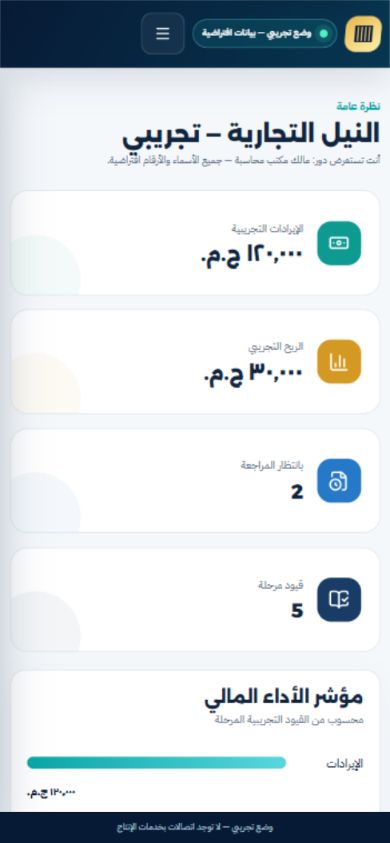 وضع تجريبي — بيانات افتراضية
نظرة عامة
النيل التجارية – تجريبي
أنت تستعرض دور: مالك مكتب محاسبة — جميع الأسماء والأرقام افتراضية.
الإيرادات التجريبية
١٢٠٬٠٠٠ ج.م.
الربح التجريبي
٣٠٬٠٠٠ ج.م.
بانتظار المراجعة
2
قيود مرحلة
5
مؤشر الأداء المالي
محسوب من القيود التجريبية المرحلة
الإيرادات
١٢٠٬٠٠٠ ج.م.
وضع تجريبي — لا توجد اتصالات بخدمات الإنتاج